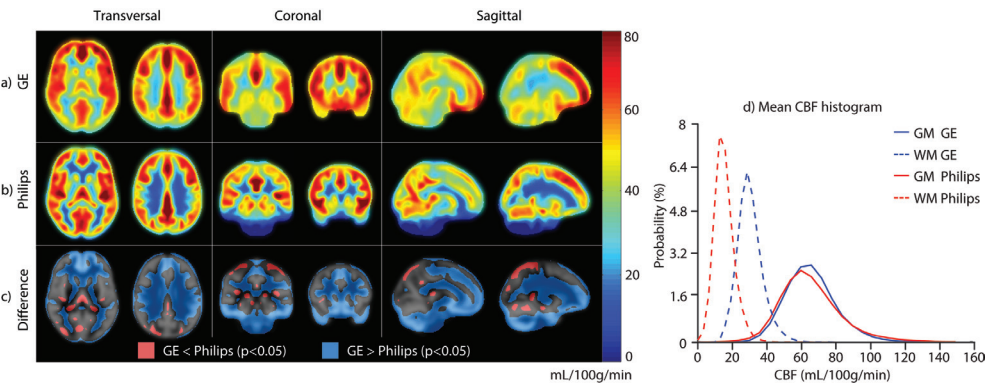 Transversal Coronal Sagittal
a) GE
b) Philips
c) Difference
80
60
40
20
0
mL/100g/min
GE < Philips (p<0.05) GE > Philips (p<0.05)
d) Mean CBF histogram
GM GE
WM GE
GM Philips
WM Philips
Probability (%)
8
6.4
4.8
3.2
1.6
0
0 20 40 60 80 100 120 140 160
CBF (mL/100g/min)